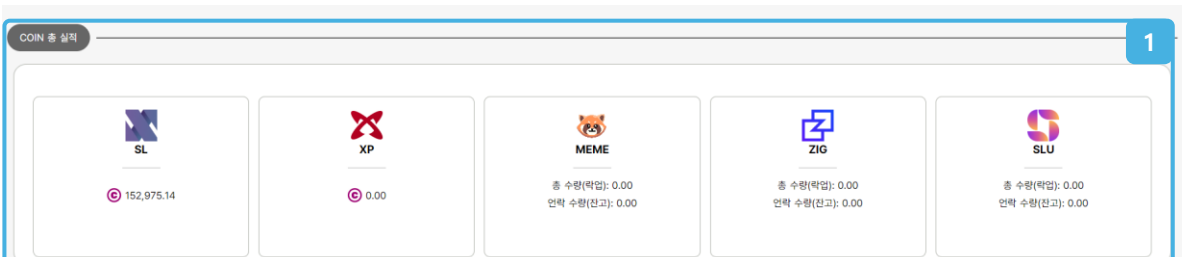 COIN 총 실적
1
SL
© 152,975.14
XP
© 0.00
MEME
총 수량(락업): 0.00
언락 수량(잔고): 0.00
ZIG
총 수량(락업): 0.00
언락 수량(잔고): 0.00
SLU
총 수량(락업): 0.00
언락 수량(잔고): 0.00